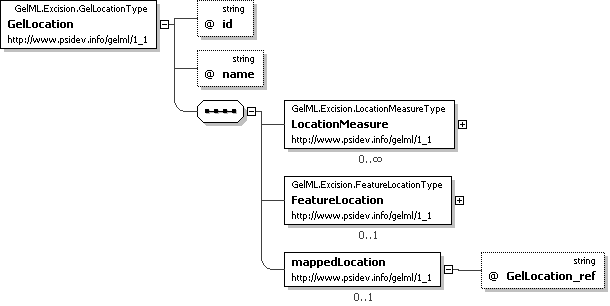 GelML.Excision.GelLocationType
GelLocation
http://www.psidev.info/gelml/1_1
string
@ id
string
@ name
GelML.Excision.LocationMeasureType
LocationMeasure
http://www.psidev.info/gelml/1_1
0..∞
GelML.Excision.FeatureLocationType
FeatureLocation
http://www.psidev.info/gelml/1_1
0..1
mappedLocation
http://www.psidev.info/gelml/1_1
0..1
string
@ GelLocation_ref